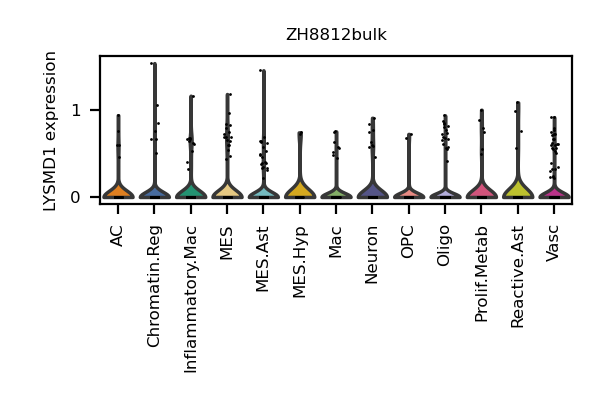 ZH8812bulk
LYSMD1 expression
1
0
AC
Chromatin.Reg
Inflammatory.Mac
MES
MES.Ast
MES.Hyp
Mac
Neuron
OPC
Oligo
Prolif.Metab
Reactive.Ast
Vasc